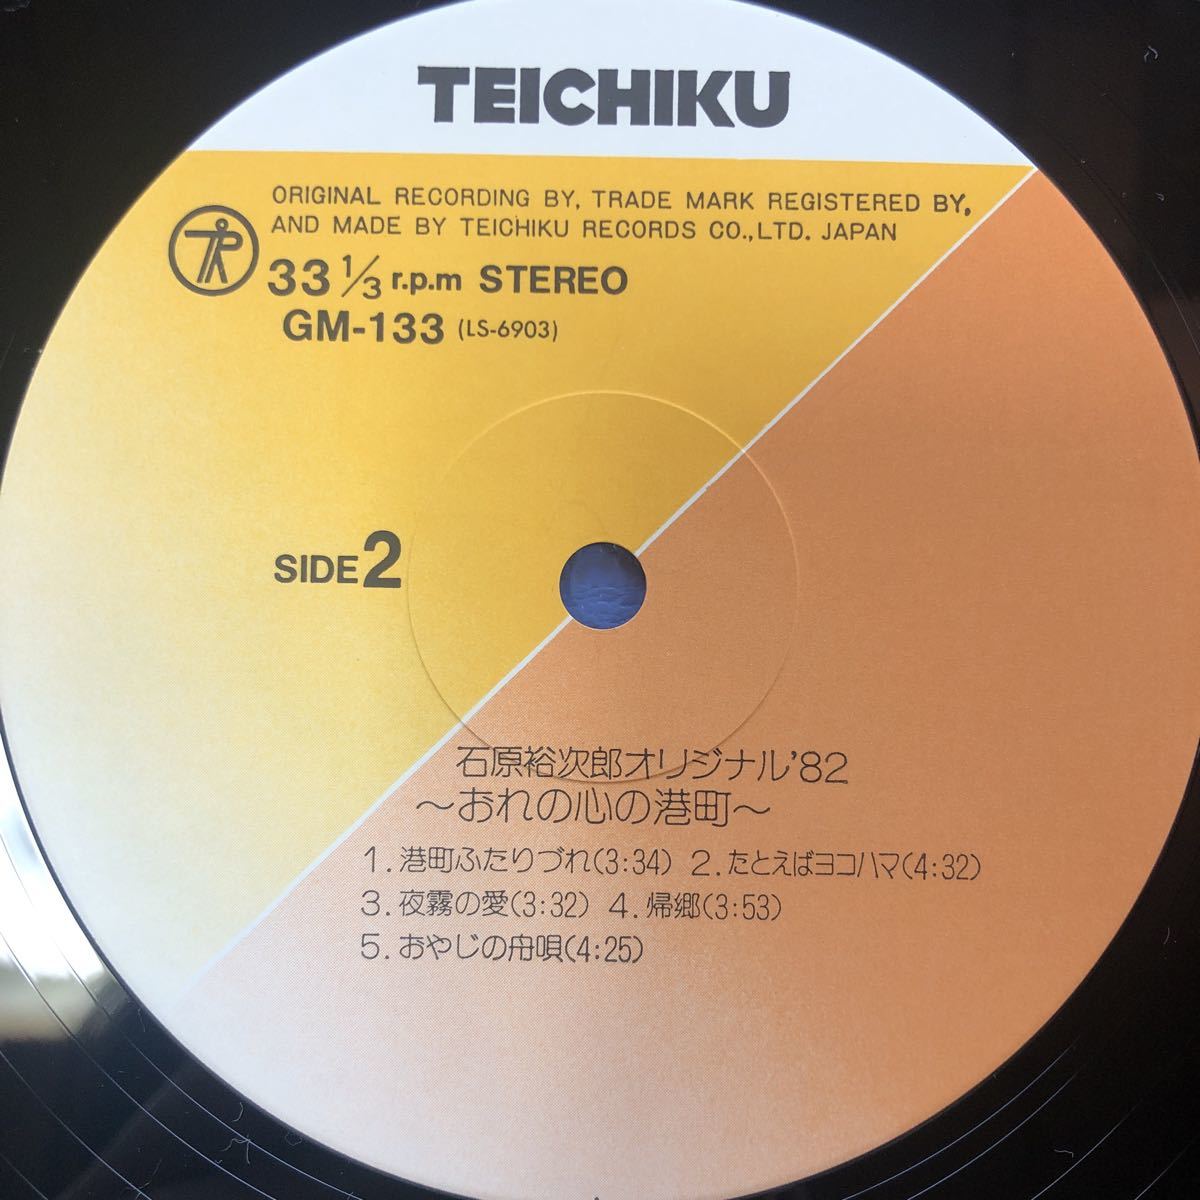 TEICHIKU
ORIGINAL RECORDING BY, TRADE MARK REGISTERED BY,
AND MADE BY TEICHIKU RECORDS CO.,LTD. JAPAN
33 1/3 r.p.m STEREO
GM-133 (LS-6903)
SIDE 2
石原裕次郎オリジナル'82
〜おれの心の港町〜
1. 港町ふたりづれ(3:34) 2. たとえばヨコハマ(4:32)
3. 夜霧の愛(3:32) 4. 帰郷(3:53)
5. おやじの舟唄(4:25)